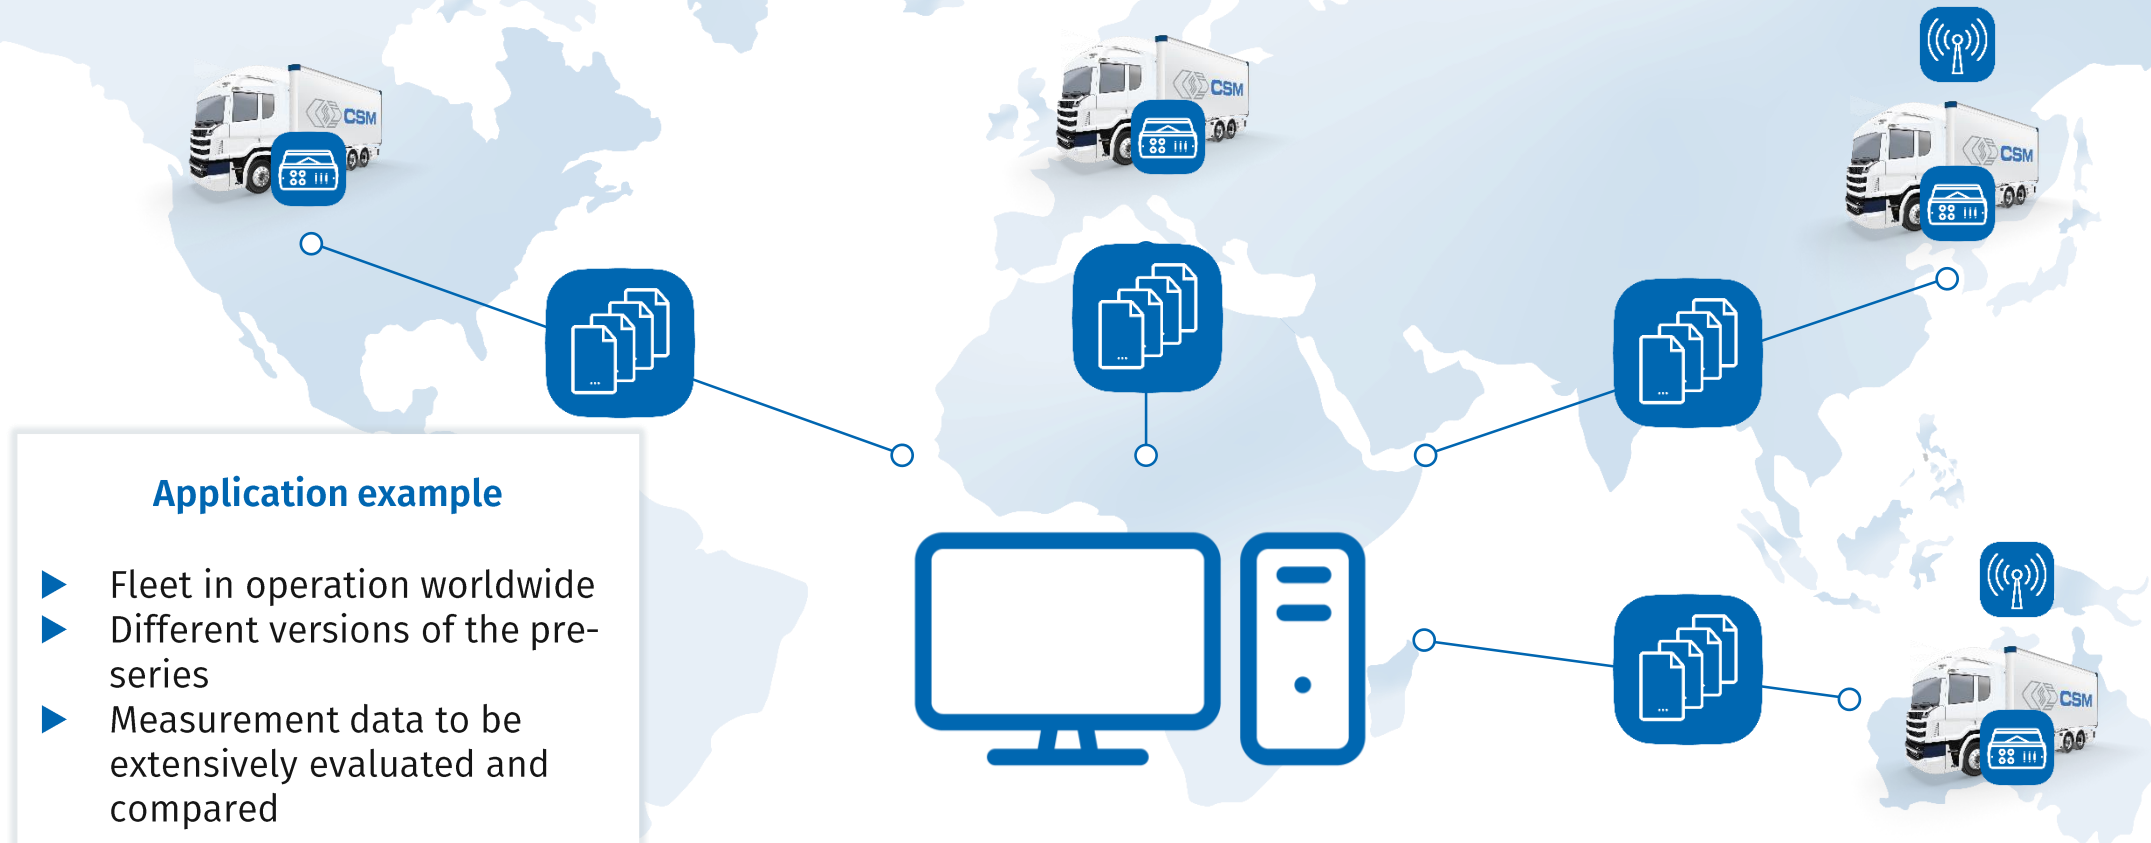 CSM
CSM
CSM
Application example
Fleet in operation worldwide
Different versions of the pre-
series
Measurement data to be
extensively evaluated and
compared
CSM